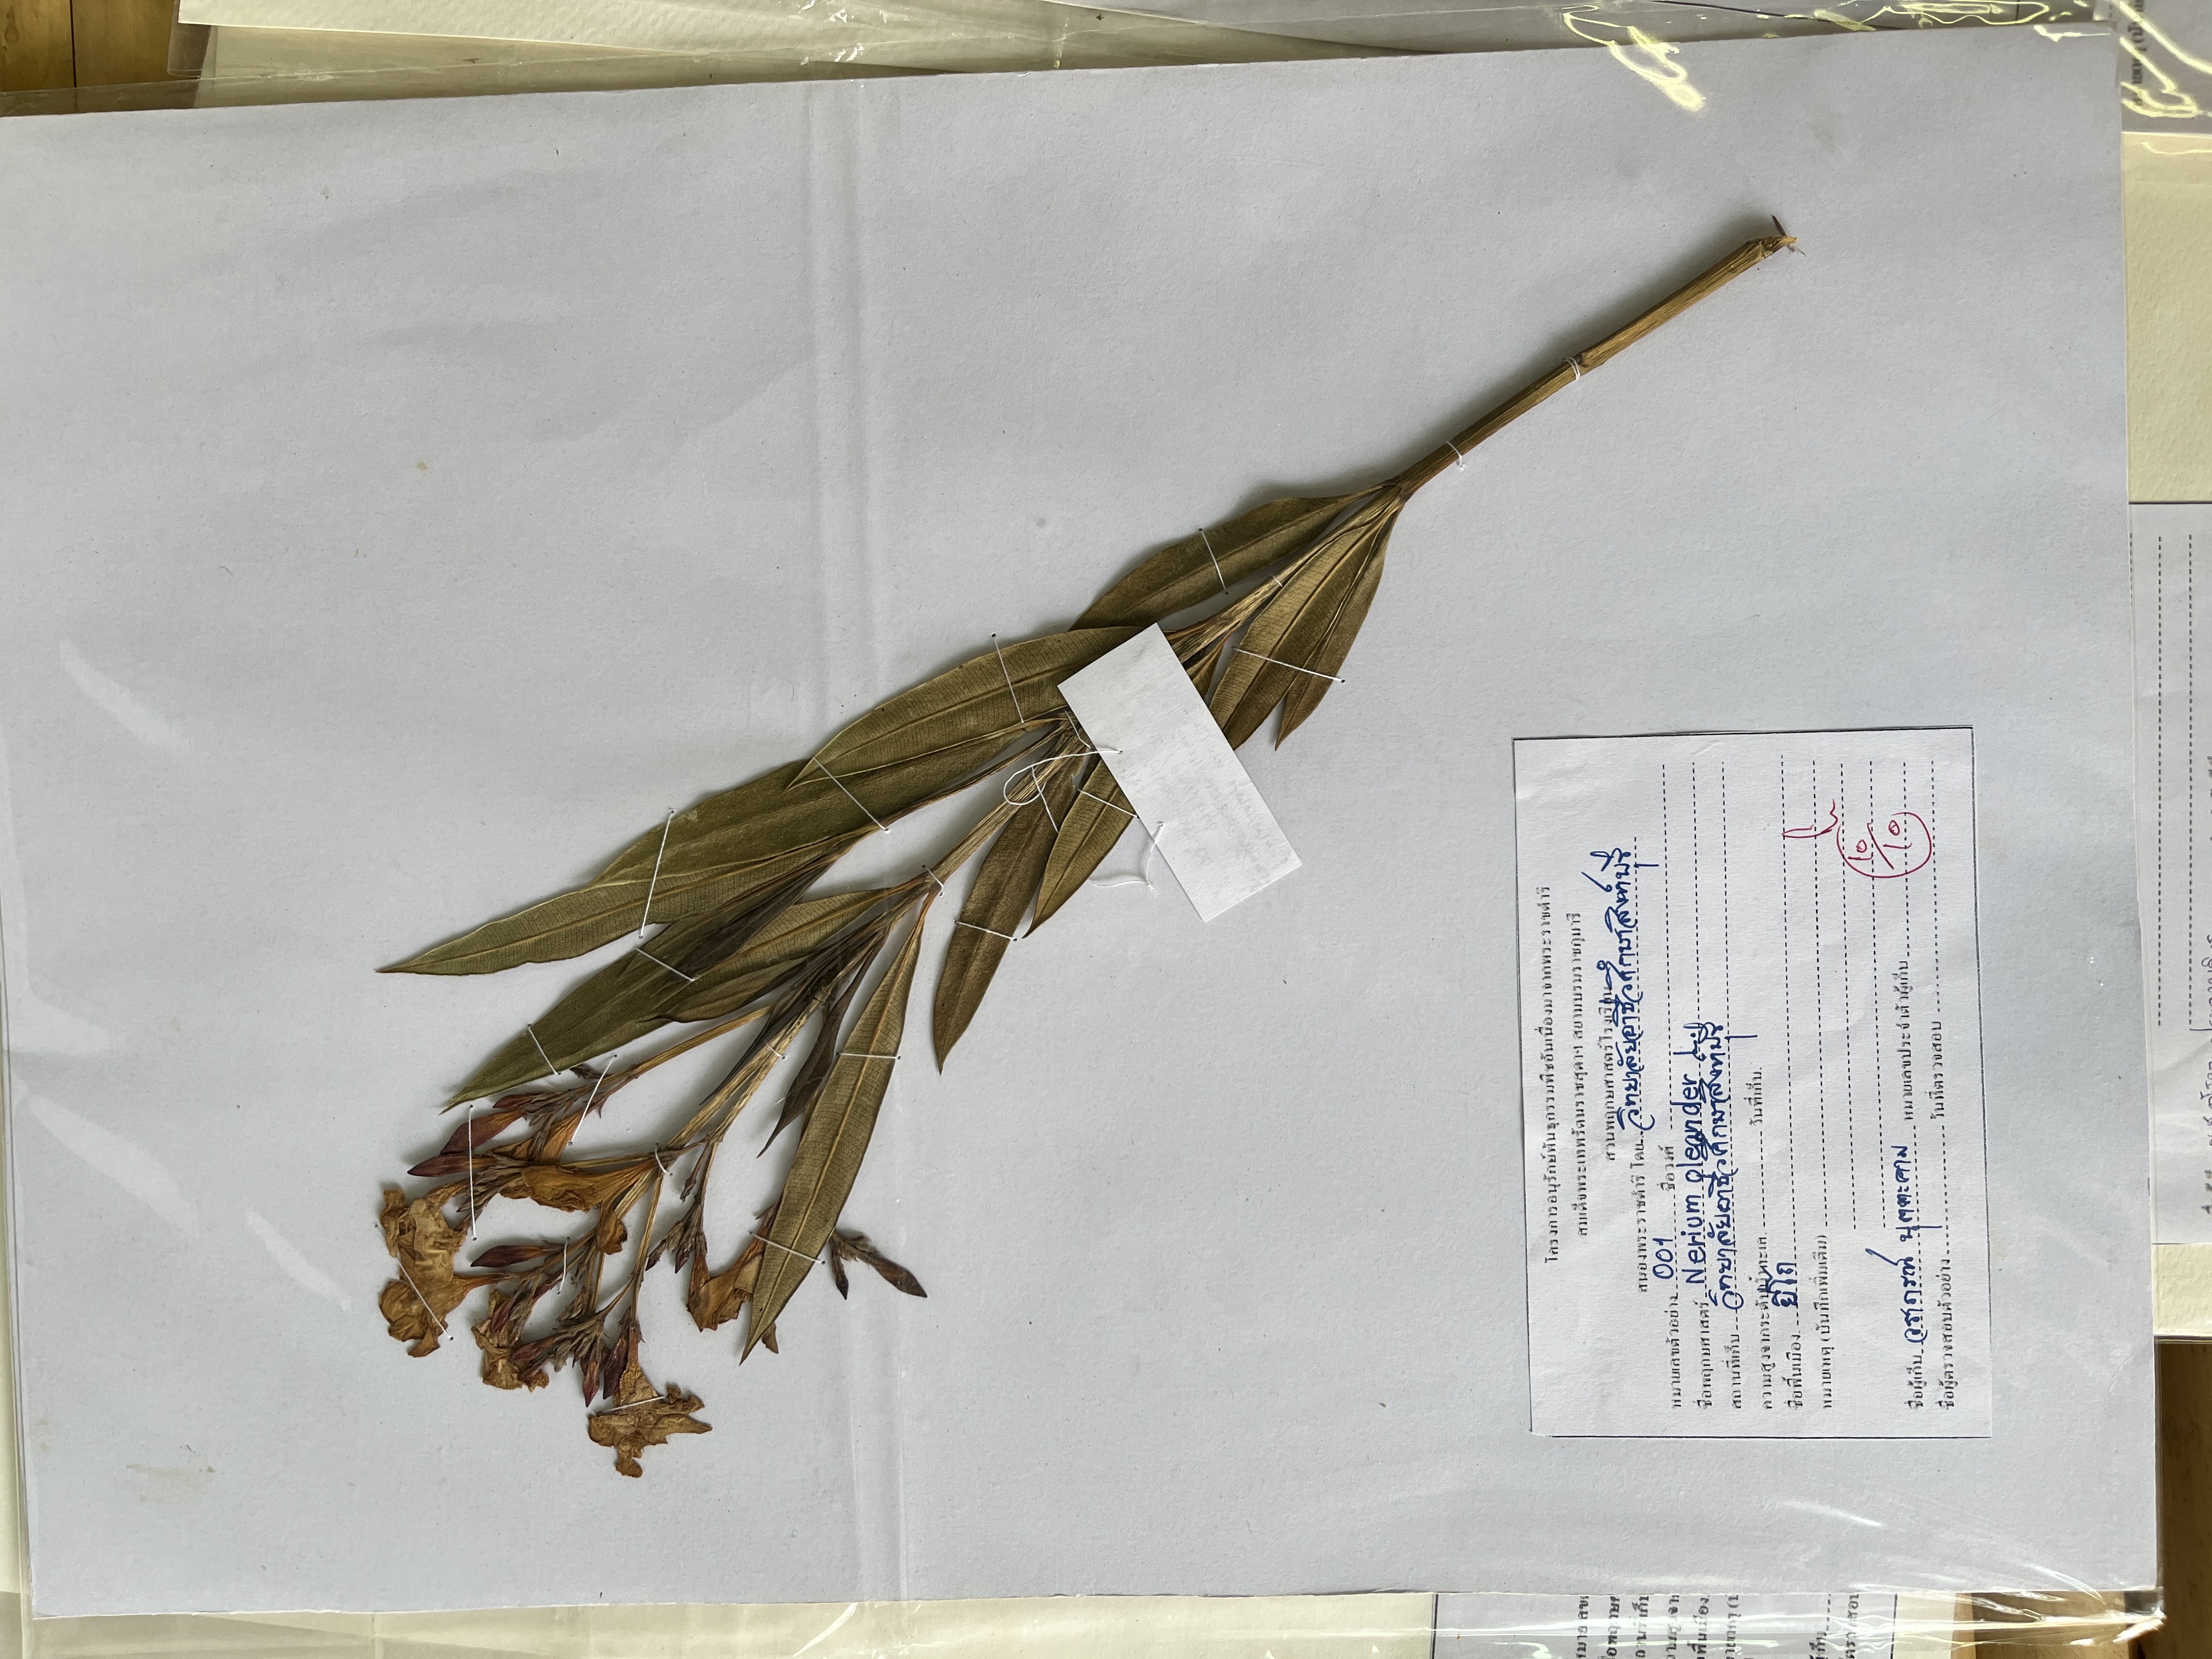 โครงการอนุรักษ์พันธุกรรมพืชอันเนื่องมาจากพระราชดำริ
สมเด็จพระเทพรัตนราชสุดาฯ สยามบรมราชกุมารี
สวนพฤกษศาสตร์โรงเรียน
สนองพระราชดำริ โดย วิทยาลัยอาชีวศึกษาสิงห์บุรี
หมายเลขตัวอย่าง 001 ชื่อวงศ์
ชื่อพฤกษศาสตร์ Nerium oleander L.
สถานที่เก็บ วิทยาลัยอาชีวศึกษาสิงห์บุรี
ความสูงจากระดับน้ำทะเล วันที่เก็บ
ชื่อพื้นเมือง ยี่โถ
หมายเหตุ (บันทึกเพิ่มเติม)
10
10
ชื่อผู้เก็บ วราภรณ์ พุตตะคาม หมายเลขประจำตัวผู้เก็บ
ชื่อผู้ตรวจสอบตัวอย่าง วันที่ตรวจสอบ